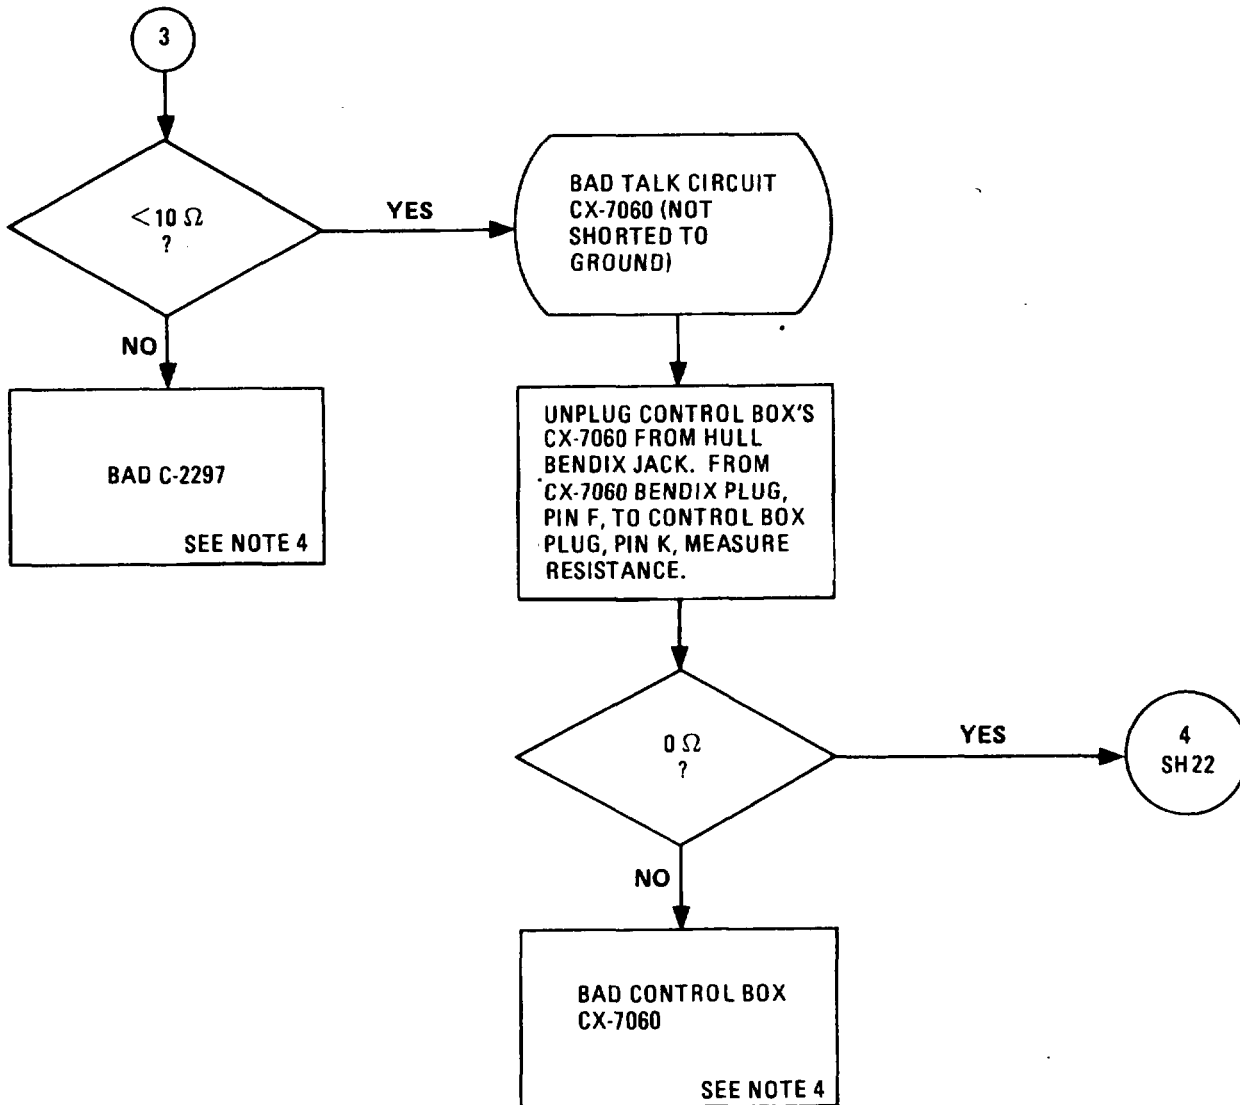 3
<10 Ω
?
YES
BAD TALK CIRCUIT
CX-7060 (NOT
SHORTED TO
GROUND)
NO
BAD C-2297
SEE NOTE 4
UNPLUG CONTROL BOX'S
CX-7060 FROM HULL
BENDIX JACK. FROM
CX-7060 BENDIX PLUG,
PIN F, TO CONTROL BOX
PLUG, PIN K, MEASURE
RESISTANCE.
0 Ω
?
YES
4
SH 22
NO
BAD CONTROL BOX
CX-7060
SEE NOTE 4